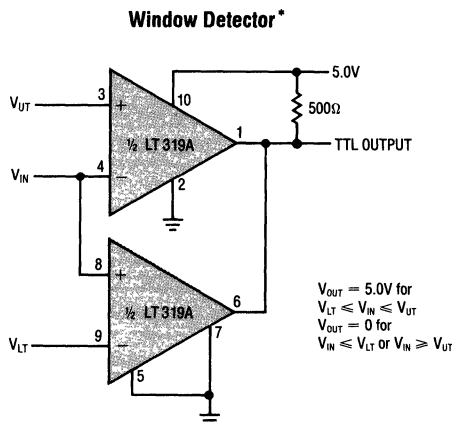 Window Detector*
5.0V
3
10
500Ω
V_UT
+
1
½ LT 319A
TTL OUTPUT
V_IN
4
−
2
8
+
6
½ LT 319A
7
V_LT
9
−
5
V_OUT = 5.0V for
V_LT ≤ V_IN ≤ V_UT
V_OUT = 0 for
V_IN ≤ V_LT or V_IN ≥ V_UT